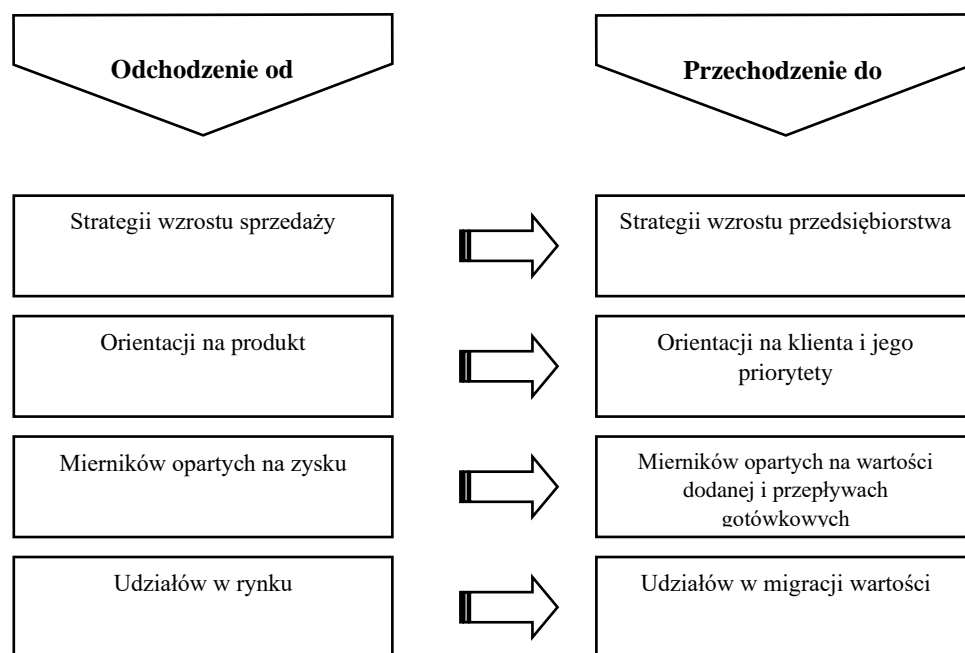 Odchodzenie od
Przechodzenie do
Strategii wzrostu sprzedaży
Strategii wzrostu przedsiębiorstwa
Orientacji na produkt
Orientacji na klienta i jego
priorytety
Mierników opartych na zysku
Mierników opartych na wartości
dodanej i przepływach
gotówkowych
Udziałów w rynku
Udziałów w migracji wartości